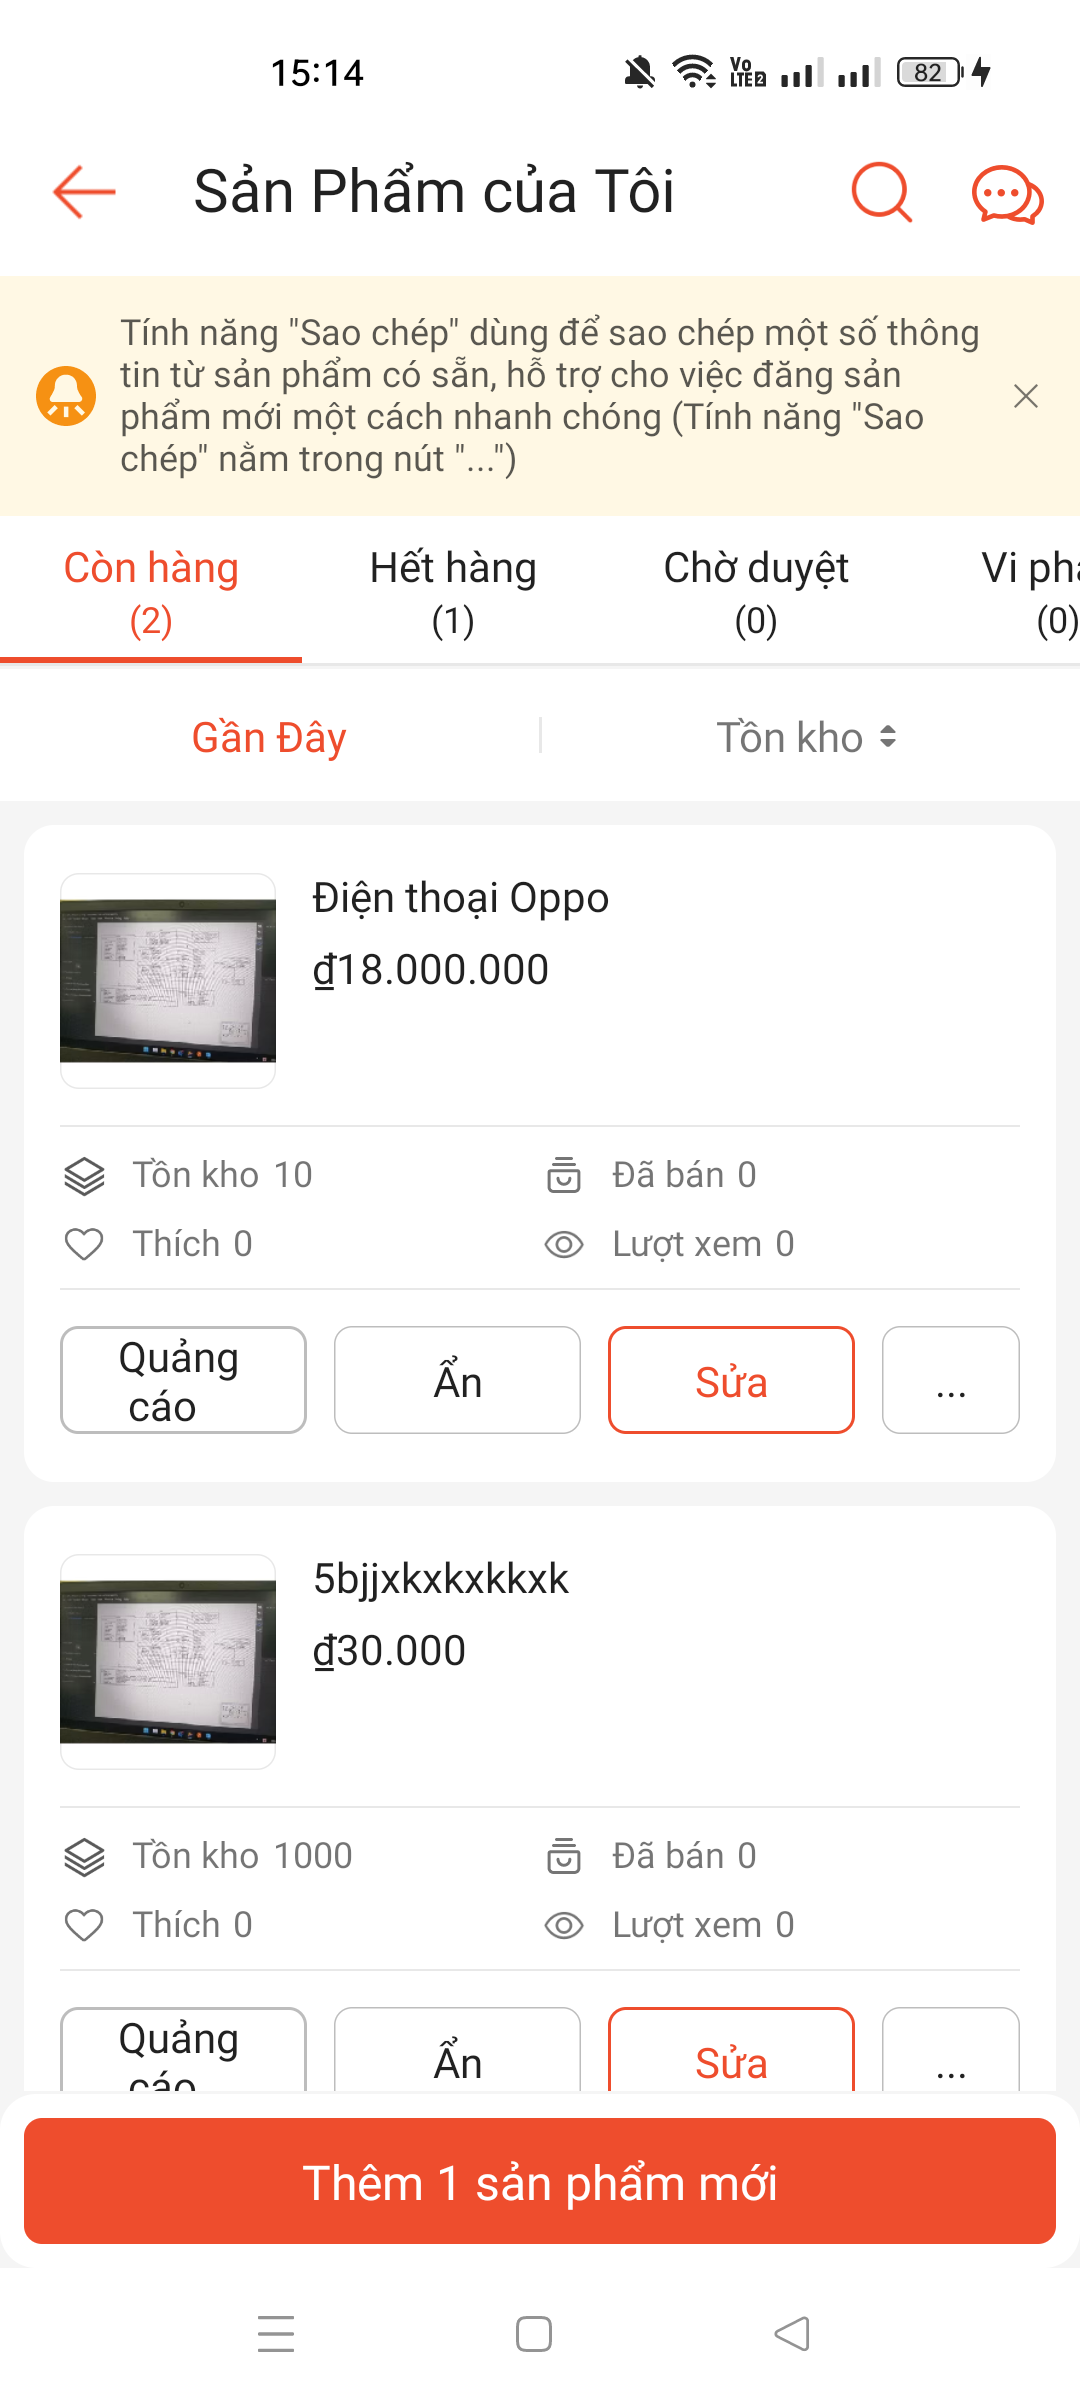 15:14
Vo
LTE 2
82
Sản Phẩm của Tôi
Tính năng "Sao chép" dùng để sao chép một số thông
tin từ sản phẩm có sẵn, hỗ trợ cho việc đăng sản
phẩm mới một cách nhanh chóng (Tính năng "Sao
chép" nằm trong nút "...")
Còn hàng
(2)
Hết hàng
(1)
Chờ duyệt
(0)
Vi phạ
(0)
Gần Đây
Tồn kho
Điện thoại Oppo
₫18.000.000
Tồn kho 10
Đã bán 0
Thích 0
Lượt xem 0
Quảng
cáo
Ẩn
Sửa
...
5bjjxkxkxkkxk
₫30.000
Tồn kho 1000
Đã bán 0
Thích 0
Lượt xem 0
Quảng
cáo
Ẩn
Sửa
...
Thêm 1 sản phẩm mới